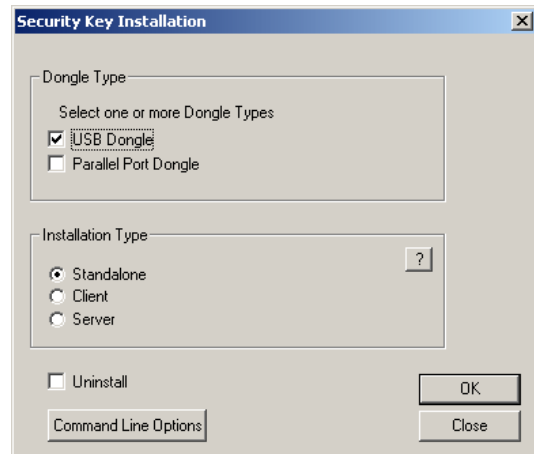 Security Key Installation
Dongle Type
Select one or more Dongle Types
USB Dongle
Parallel Port Dongle
Installation Type
?
Standalone
Client
Server
Uninstall
OK
Command Line Options
Close